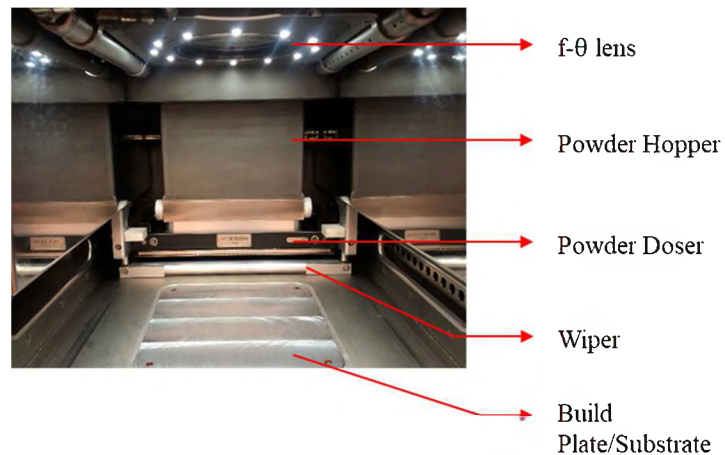 f-θ lens
Powder Hopper
Powder Doser
Wiper
Build
Plate/Substrate